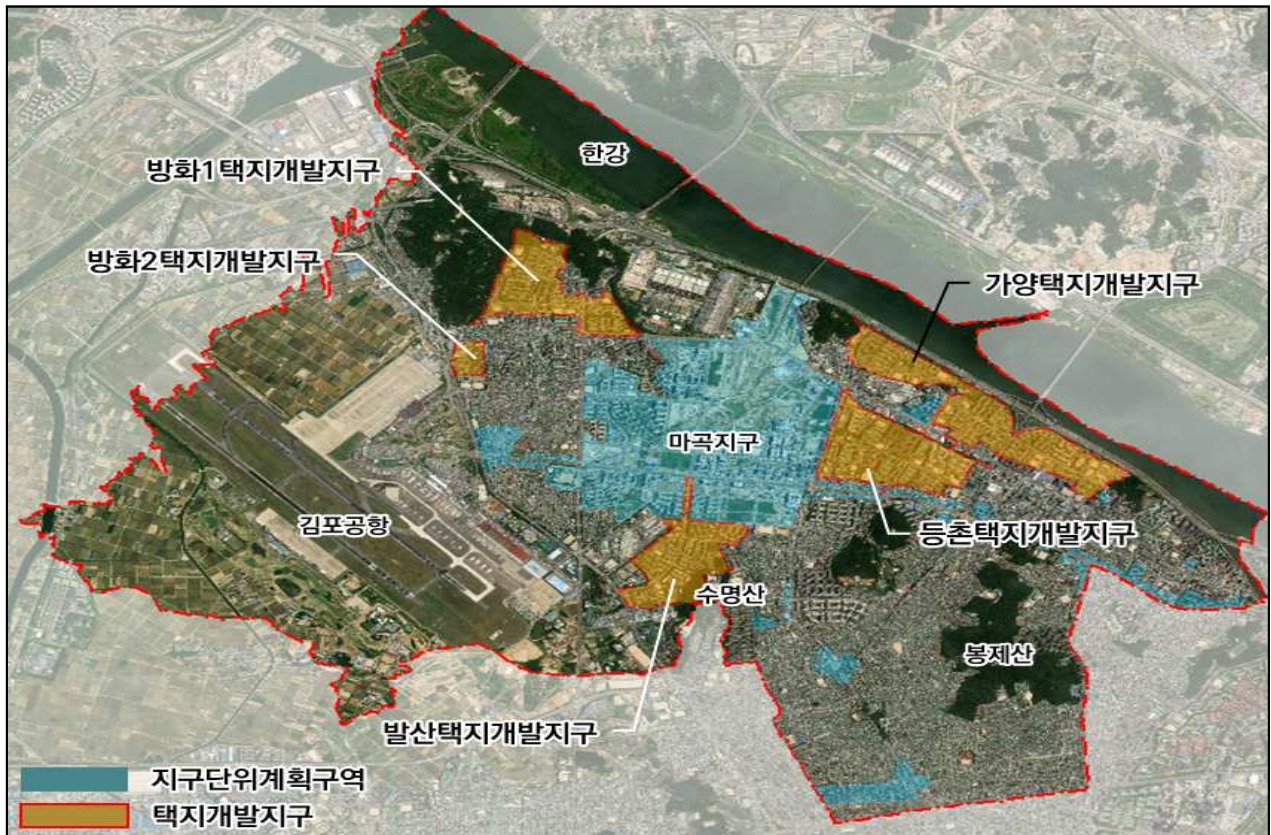 한강
방화1택지개발지구
방화2택지개발지구
가양택지개발지구
마곡지구
김포공항
등촌택지개발지구
수명산
봉제산
발산택지개발지구
지구단위계획구역
택지개발지구